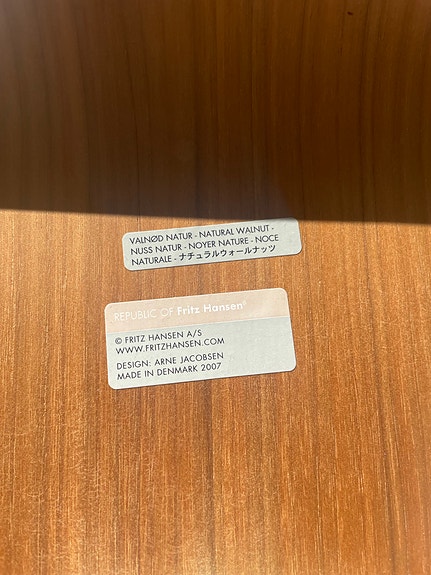 VALNØD NATUR - NATURAL WALNUT -
NUSS NATUR - NOYER NATURE - NOCE
NATURALE - ナチュラルウォールナッツ
REPUBLIC OF Fritz Hansen®
© FRITZ HANSEN A/S
WWW.FRITZHANSEN.COM
DESIGN: ARNE JACOBSEN
MADE IN DENMARK 2007